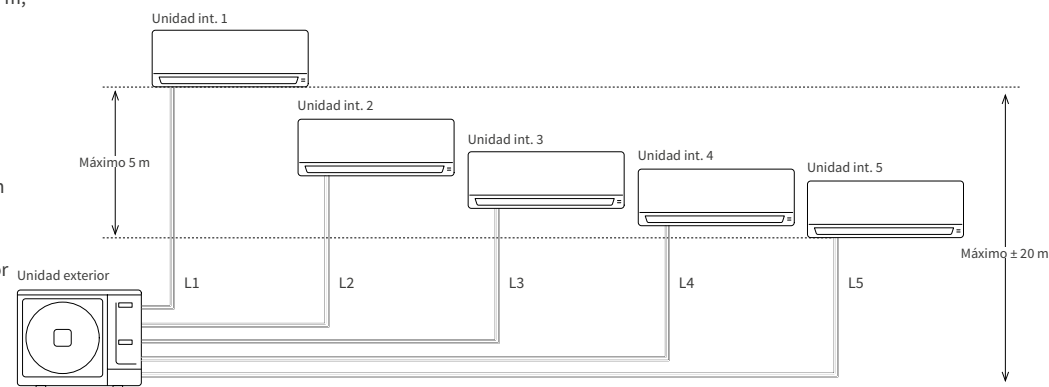 m,
Unidad int. 1
Unidad int. 2
Unidad int. 3
Unidad int. 4
Unidad int. 5
Máximo 5 m
n
Máximo ± 20 m
or
Unidad exterior
L1
L2
L3
L4
L5